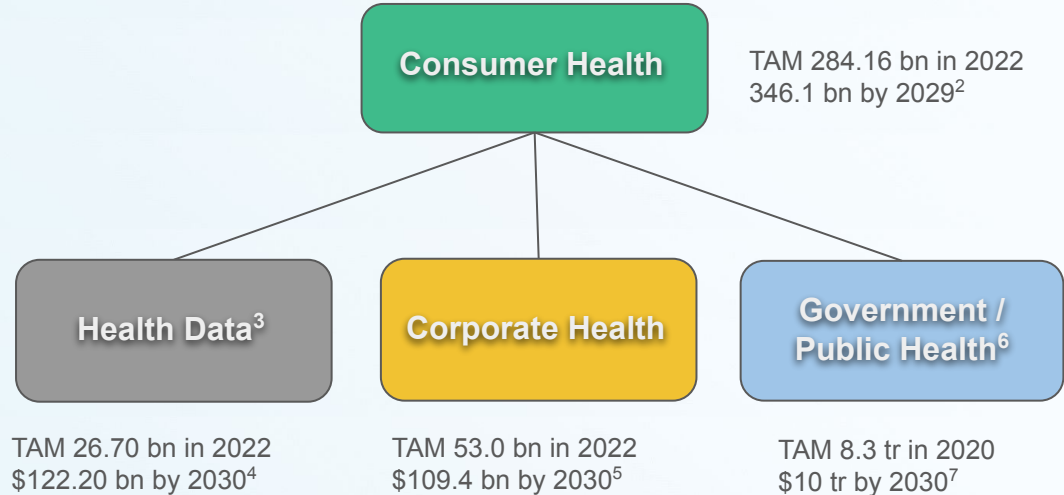 Consumer Health
TAM 284.16 bn in 2022
346.1 bn by 2029²
Health Data³
Corporate Health
Government /
Public Health⁶
TAM 26.70 bn in 2022
$122.20 bn by 2030⁴
TAM 53.0 bn in 2022
$109.4 bn by 2030⁵
TAM 8.3 tr in 2020
$10 tr by 2030⁷